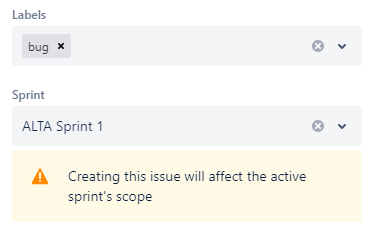 Labels
bug
Sprint
ALTA Sprint 1
Creating this issue will affect the active
sprint's scope